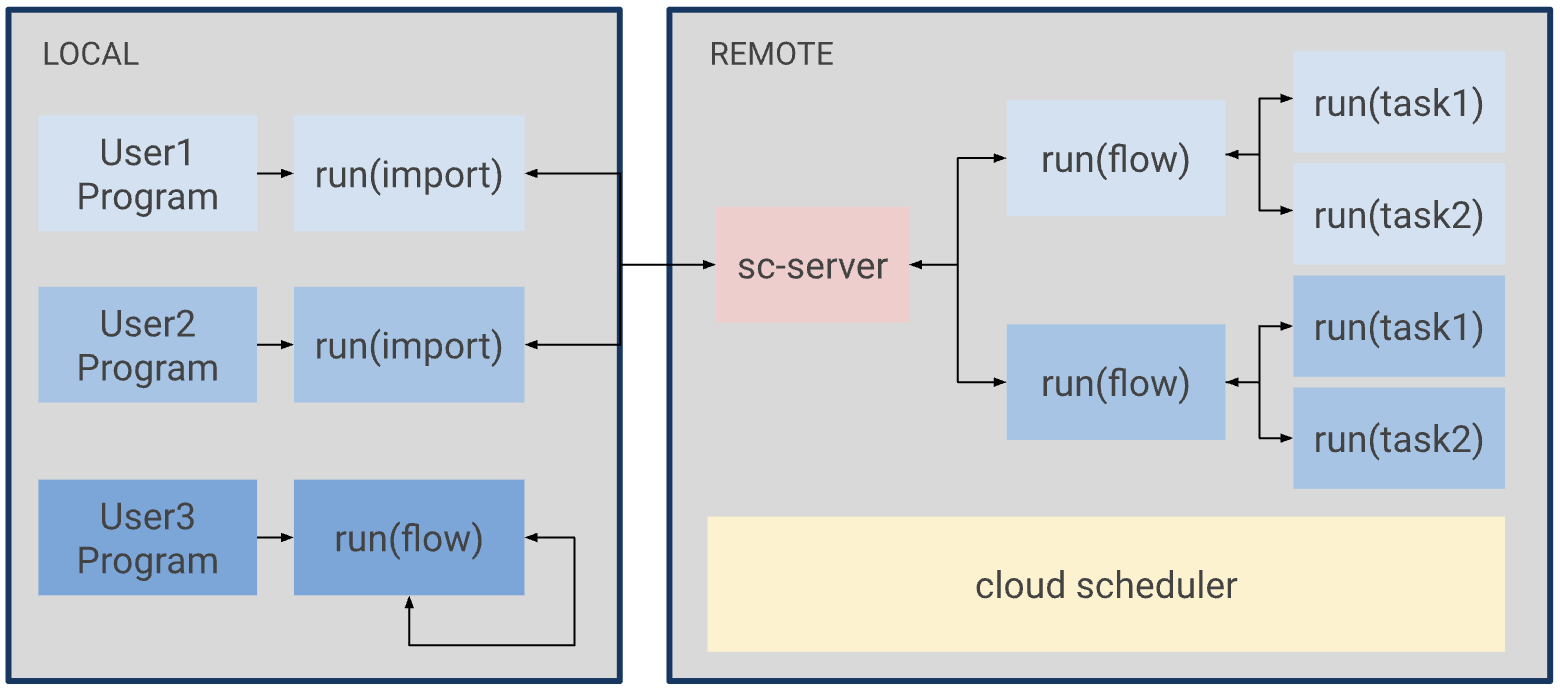 LOCAL
User1
Program
run(import)
User2
Program
run(import)
User3
Program
run(flow)
REMOTE
sc-server
run(flow)
run(task1)
run(task2)
run(flow)
run(task1)
run(task2)
cloud scheduler